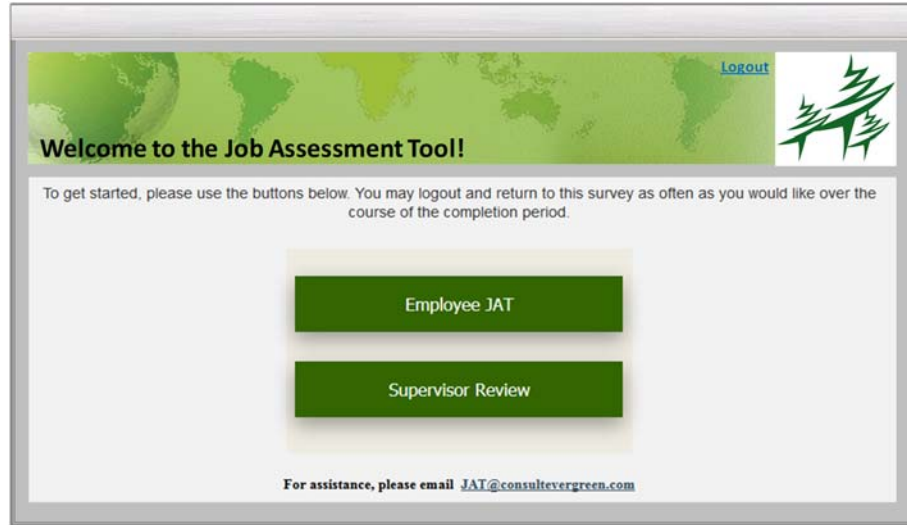 Logout
Welcome to the Job Assessment Tool!
To get started, please use the buttons below. You may logout and return to this survey as often as you would like over the
course of the completion period.
Employee JAT
Supervisor Review
For assistance, please email JAT@consultevergreen.com